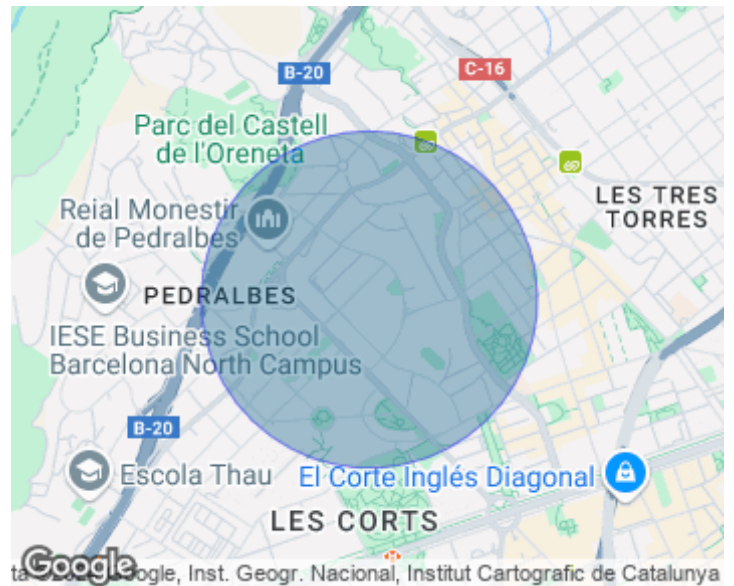 B-20
C-16
Parc del Castell
de l'Oreneta
LES TRES
TORRES
Reial Monestir
de Pedralbes
PEDRALBES
IESE Business School
Barcelona North Campus
B-20
Escola Thau
El Corte Inglés Diagonal
LES CORTS
Google
Google, Inst. Geogr. Nacional, Institut Cartografic de Catalunya